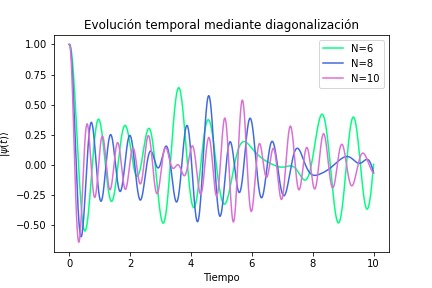 Evolución temporal mediante diagonalización
1.00
0.75
0.50
0.25
0.00
−0.25
−0.50
|ψ(t)⟩
0
2
4
6
8
10
Tiempo
N=6
N=8
N=10